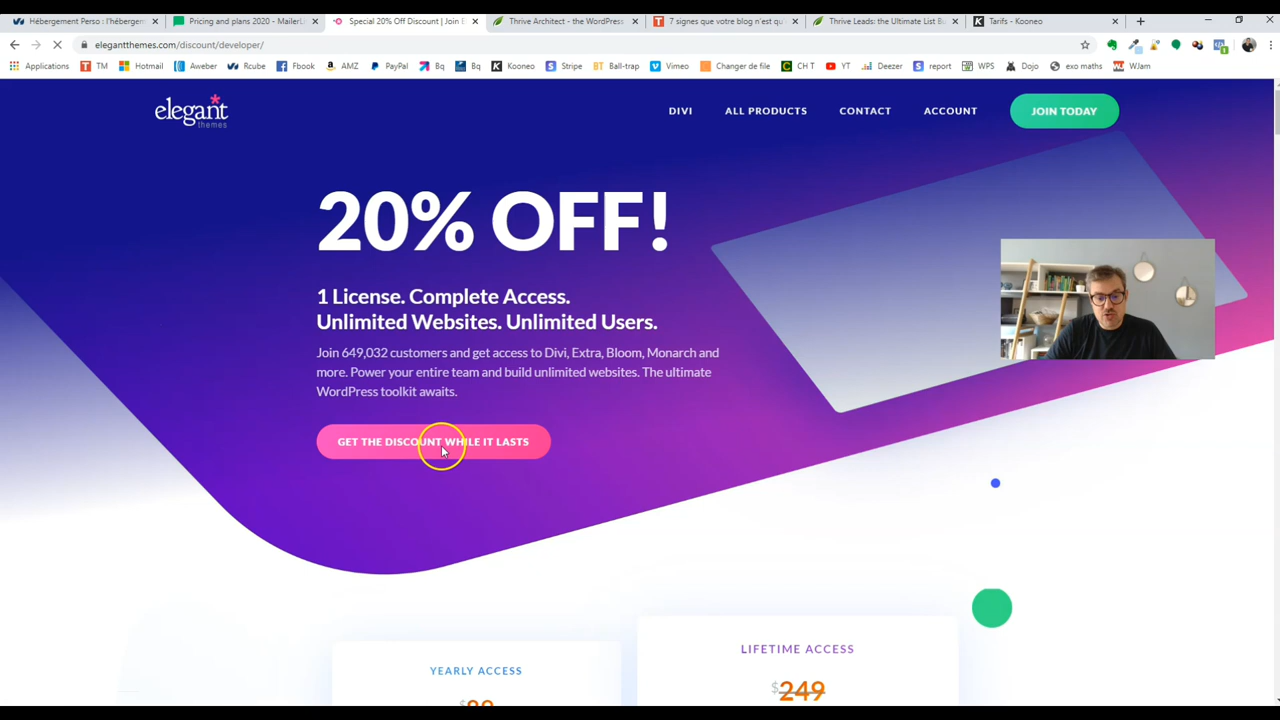 Hébergement Perso : l'hébergem
Pricing and plans 2020 - MailerL
Special 20% Off Discount | Join E
Thrive Architect - the WordPress
7 signes que votre blog n'est qu
Thrive Leads: the Ultimate List Bu
Tarifs - Kooneo
elegantthemes.com/discount/developer/
Applications
TM
Hotmail
Aweber
Rcube
Fbook
AMZ
PayPal
Bq
Bq
Kooneo
Stripe
Ball-trap
Vimeo
Changer de file
CH T
YT
Deezer
report
WPS
Dojo
exo maths
WJam
elegant
themes
DIVI
ALL PRODUCTS
CONTACT
ACCOUNT
JOIN TODAY
20% OFF!
1 License. Complete Access.
Unlimited Websites. Unlimited Users.
Join 649,032 customers and get access to Divi, Extra, Bloom, Monarch and
more. Power your entire team and build unlimited websites. The ultimate
WordPress toolkit awaits.
GET THE DISCOUNT WHILE IT LASTS
YEARLY ACCESS
LIFETIME ACCESS
$249